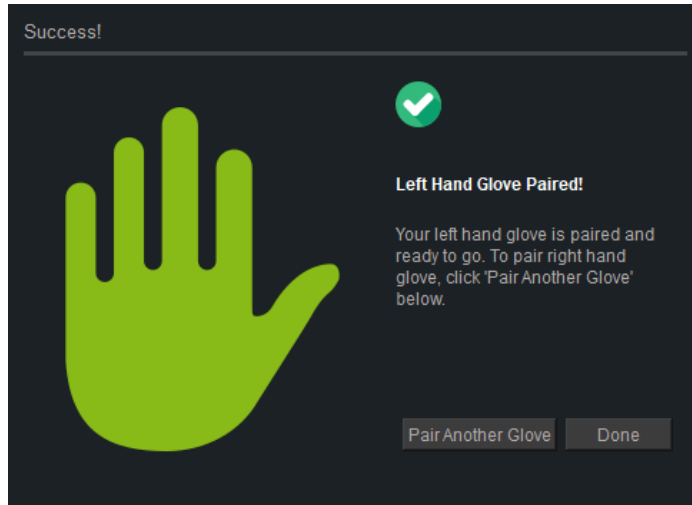 Success!
Left Hand Glove Paired!
Your left hand glove is paired and
ready to go. To pair right hand
glove, click 'Pair Another Glove'
below.
Pair Another Glove
Done